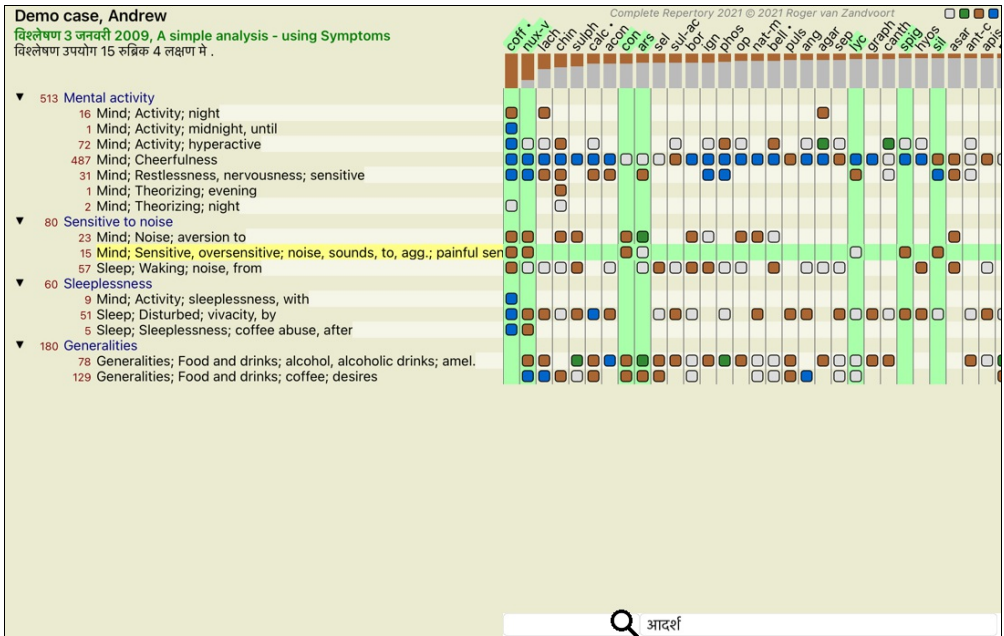 Demo case, Andrew
Complete Repertory 2021 © 2021 Roger van Zandvoort
विश्लेषण 3 जनवरी 2009, A simple analysis - using Symptoms
विश्लेषण उपयोग 15 रुब्रिक 4 लक्षण मे .
coff. nux-v lach chin sulph calc acon con ars sel sul-ac bor ign phos op nat-m bell puls ang agar sep lyc graph canth spig hyos sil asar ant-c apis
513 Mental activity
16 Mind; Activity; night
1 Mind; Activity; midnight, until
72 Mind; Activity; hyperactive
487 Mind; Cheerfulness
31 Mind; Restlessness, nervousness; sensitive
1 Mind; Theorizing; evening
2 Mind; Theorizing; night
80 Sensitive to noise
23 Mind; Noise; aversion to
15 Mind; Sensitive, oversensitive; noise, sounds, to, agg.; painful sen
57 Sleep; Waking; noise, from
60 Sleeplessness
9 Mind; Activity; sleeplessness, with
51 Sleep; Disturbed; vivacity, by
5 Sleep; Sleeplessness; coffee abuse, after
180 Generalities
78 Generalities; Food and drinks; alcohol, alcoholic drinks; amel.
129 Generalities; Food and drinks; coffee; desires
आदर्श